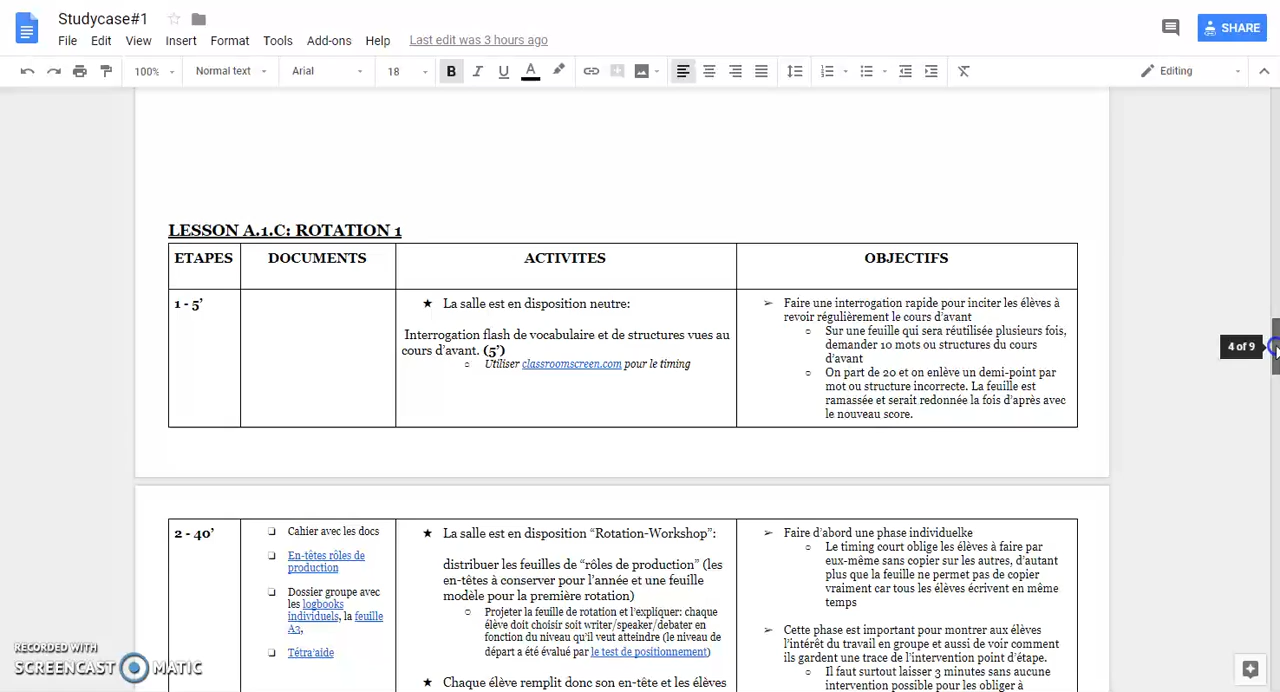 Studycase#1
File Edit View Insert Format Tools Add-ons Help Last edit was 3 hours ago
SHARE
100% Normal text Arial 18 B I U A Editing
LESSON A.1.C: ROTATION 1
ETAPES DOCUMENTS ACTIVITES OBJECTIFS
1 - 5’
★ La salle est en disposition neutre:
Interrogation flash de vocabulaire et de structures vues au
cours d’avant. (5’)
○ Utiliser classroomscreen.com pour le timing
➢ Faire une interrogation rapide pour inciter les élèves à
revoir régulièrement le cours d’avant
○ Sur une feuille qui sera réutilisée plusieurs fois,
demander 10 mots ou structures du cours
d’avant
○ On part de 20 et on enlève un demi-point par
mot ou structure incorrecte. La feuille est
ramassée et serait redonnée la fois d’après avec
le nouveau score.
4 of 9
2 - 40’
❏ Cahier avec les docs
❏ En-têtes rôles de
production
❏ Dossier groupe avec
les logbooks
individuels, la feuille
A3,
❏ Tétra’aide
★ La salle est en disposition “Rotation-Workshop”:
distribuer les feuilles de “rôles de production” (les
en-têtes à conserver pour l’année et une feuille
modèle pour la première rotation)
○ Projeter la feuille de rotation et l’expliquer: chaque
élève doit choisir soit writer/speaker/debater en
fonction du niveau qu’il veut atteindre (le niveau de
départ a été évalué par le test de positionnement)
★ Chaque élève remplit donc son en-tête et les élèves
➢ Faire d’abord une phase individuelke
○ Le timing court oblige les élèves à faire par
eux-même sans copier sur les autres, d’autant
plus que la feuille ne permet pas de copier
vraiment car tous les élèves écrivent en même
temps
➢ Cette phase est important pour montrer aux élèves
l’intérêt du travail en groupe et aussi de voir comment
ils gardent une trace de l’intervention point d’étape.
○ Il faut surtout laisser 3 minutes sans aucune
intervention possible pour les obliger à
RECORDED WITH
SCREENCAST MATIC